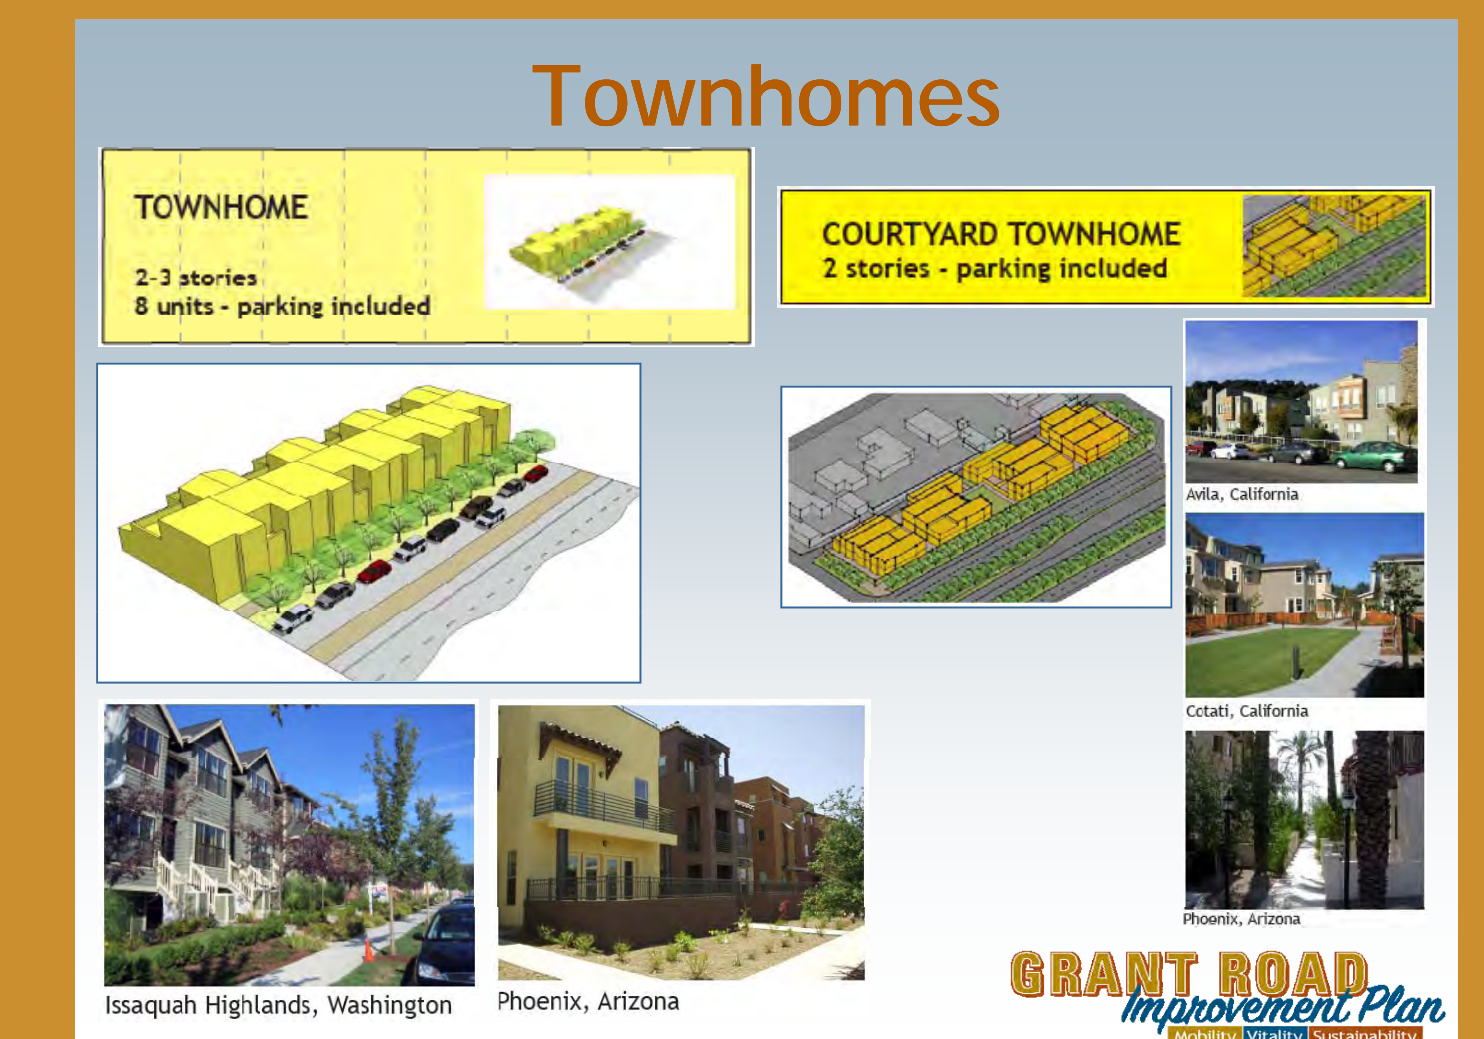 Townhomes
TOWNHOME
2-3 stories
8 units - parking included
COURTYARD TOWNHOME
2 stories - parking included
Avila, California
Cotati, California
Phoenix, Arizona
Issaquah Highlands, Washington
Phoenix, Arizona
GRANT ROAD
Improvement Plan
Mobility Vitality Sustainability